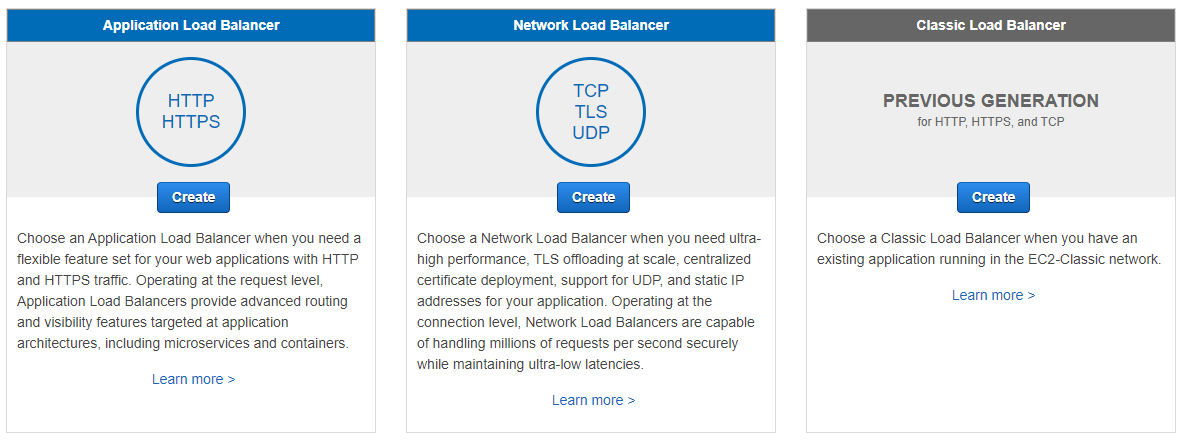 Application Load Balancer
HTTP
HTTPS
Create
Choose an Application Load Balancer when you need a
flexible feature set for your web applications with HTTP
and HTTPS traffic. Operating at the request level,
Application Load Balancers provide advanced routing
and visibility features targeted at application
architectures, including microservices and containers.
Learn more >
Network Load Balancer
TCP
TLS
UDP
Create
Choose a Network Load Balancer when you need ultra-
high performance, TLS offloading at scale, centralized
certificate deployment, support for UDP, and static IP
addresses for your application. Operating at the
connection level, Network Load Balancers are capable
of handling millions of requests per second securely
while maintaining ultra-low latencies.
Learn more >
Classic Load Balancer
PREVIOUS GENERATION
for HTTP, HTTPS, and TCP
Create
Choose a Classic Load Balancer when you have an
existing application running in the EC2-Classic network.
Learn more >